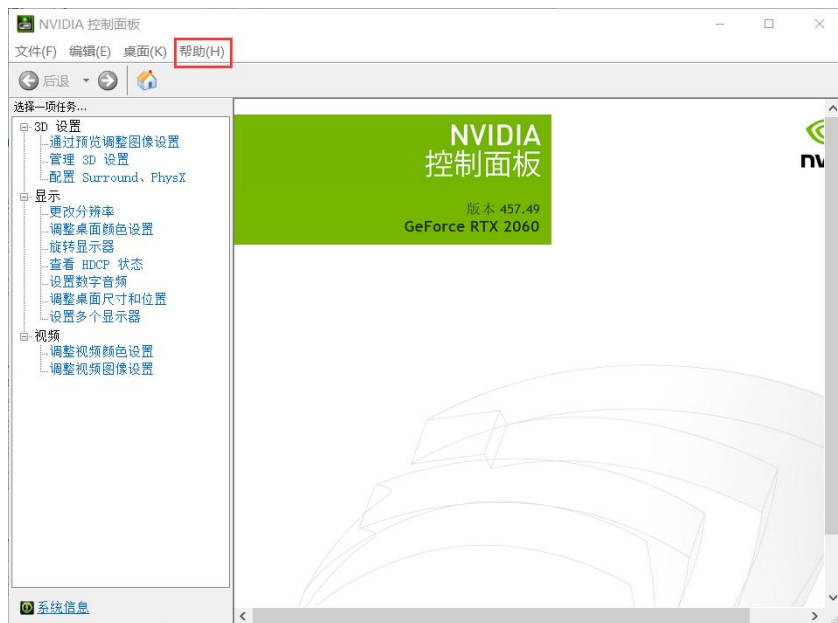 NVIDIA 控制面板
文件(F) 编辑(E) 桌面(K) 帮助(H)
后退
选择一项任务...
3D 设置
通过预览调整图像设置
管理 3D 设置
配置 Surround、PhysX
显示
更改分辨率
调整桌面颜色设置
旋转显示器
查看 HDCP 状态
设置数字音频
调整桌面尺寸和位置
设置多个显示器
视频
调整视频颜色设置
调整视频图像设置
系统信息
NVIDIA
控制面板
版本 457.49
GeForce RTX 2060